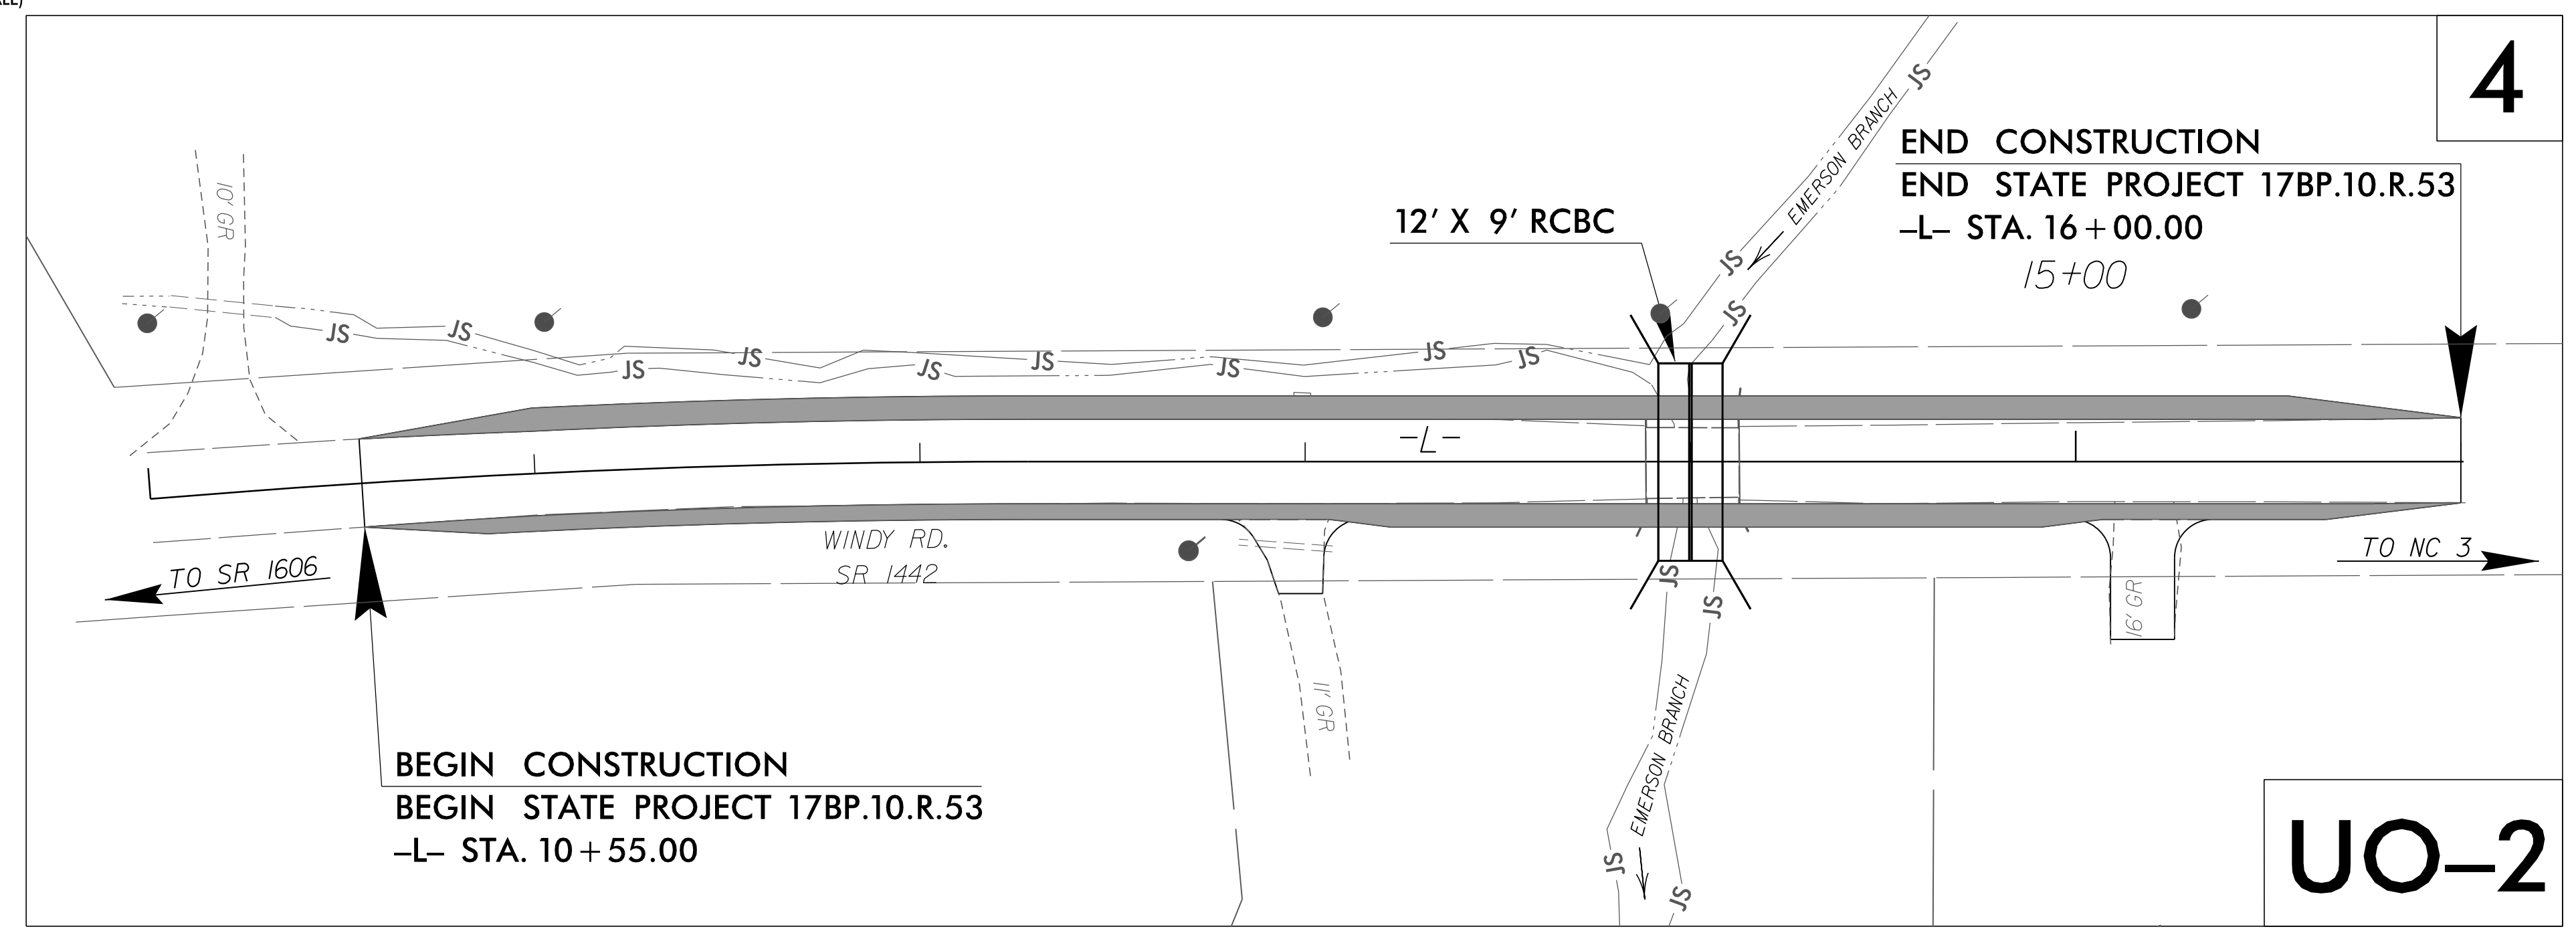 4
END CONSTRUCTION
END STATE PROJECT 17BP.10.R.53
–L– STA. 16+00.00
15+00
12' X 9' RCBC
EMERSON BRANCH
JS
JS
JS
10' GR
JS
JS
JS
JS
JS
JS
JS
JS
JS
-L-
WINDY RD.
SR 1442
TO SR 1606
TO NC 3
16' GR
11' GR
JS
JS
EMERSON BRANCH
JS
JS
BEGIN CONSTRUCTION
BEGIN STATE PROJECT 17BP.10.R.53
–L– STA. 10+55.00
UO–2